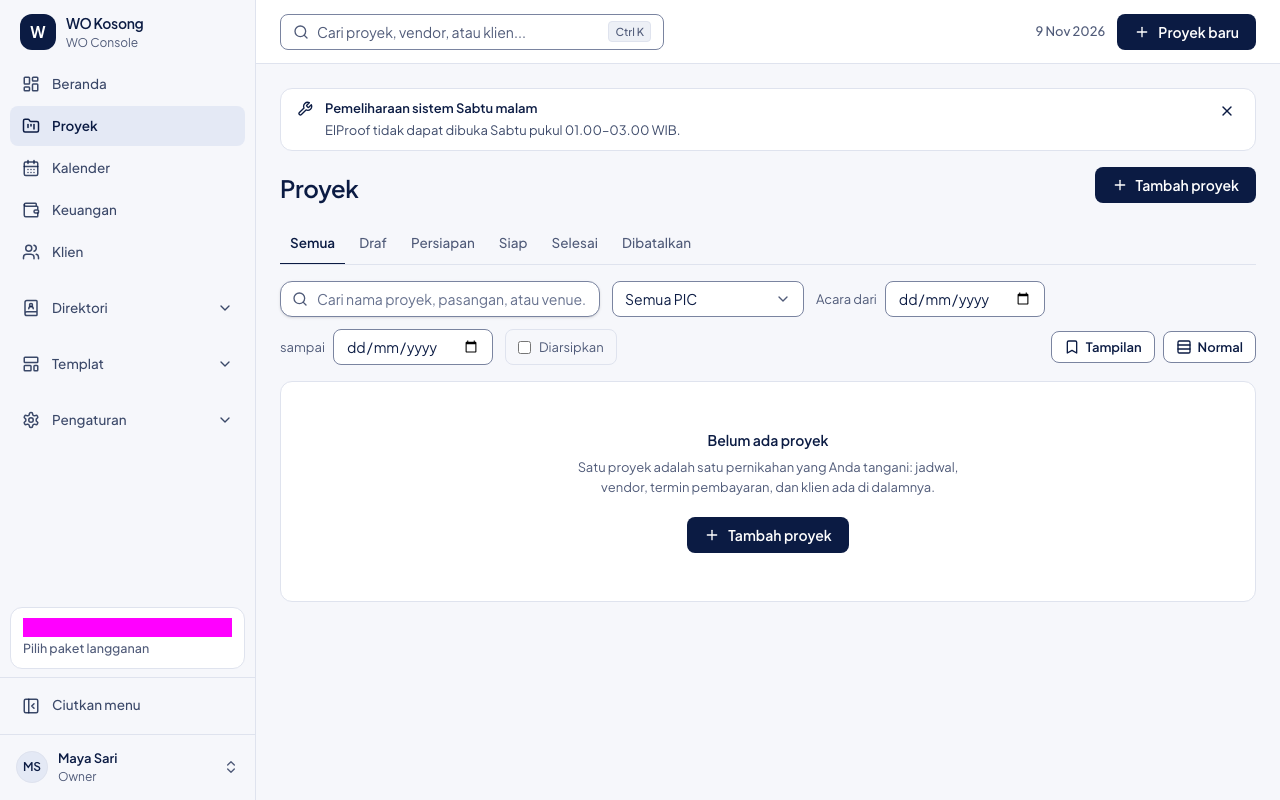 W
WO Kosong
WO Console
Beranda
Proyek
Kalender
Keuangan
Klien
Direktori
Templat
Pengaturan
Pilih paket langganan
Ciutkan menu
MS
Maya Sari
Owner
Cari proyek, vendor, atau klien...
Ctrl K
9 Nov 2026
Proyek baru
Pemeliharaan sistem Sabtu malam
ElProof tidak dapat dibuka Sabtu pukul 01.00–03.00 WIB.
Proyek
Tambah proyek
Semua
Draf
Persiapan
Siap
Selesai
Dibatalkan
Cari nama proyek, pasangan, atau venue.
Semua PIC
Acara dari
dd/mm/yyyy
sampai
dd/mm/yyyy
Diarsipkan
Tampilan
Normal
Belum ada proyek
Satu proyek adalah satu pernikahan yang Anda tangani: jadwal,
vendor, termin pembayaran, dan klien ada di dalamnya.
Tambah proyek